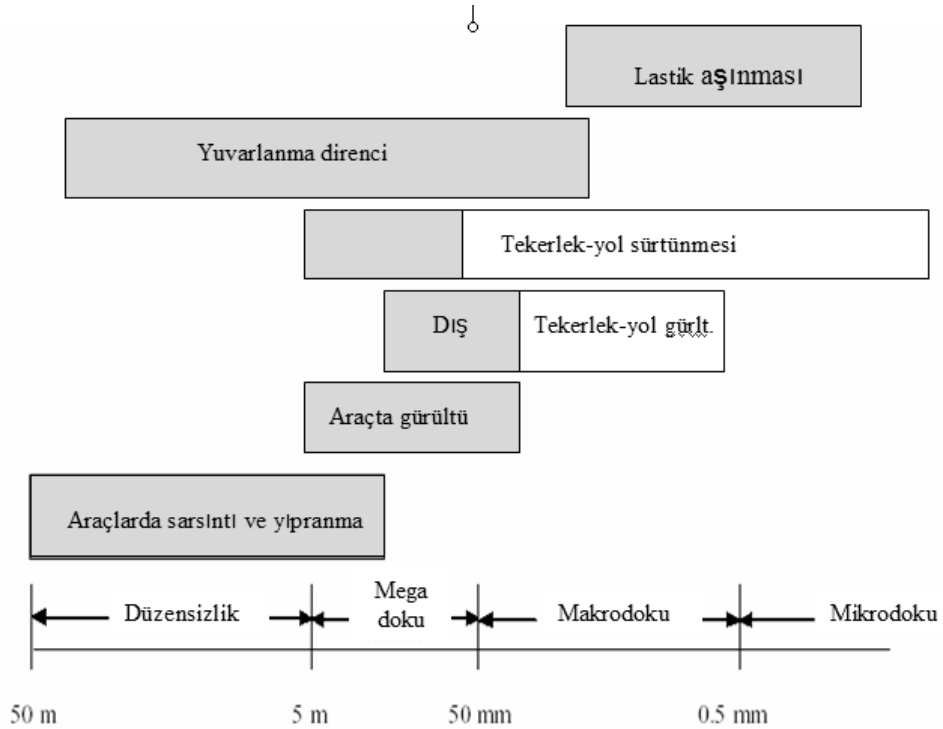 Lastik aşınması
Yuvarlanma direnci
Tekerlek-yol sürtünmesi
Dış
Tekerlek-yol gürlt.
Araçta gürültü
Araçlarda sarsıntı ve yıpranma
Düzensizlik
Mega
doku
Makrodoku
Mikrodoku
50 m
5 m
50 mm
0.5 mm